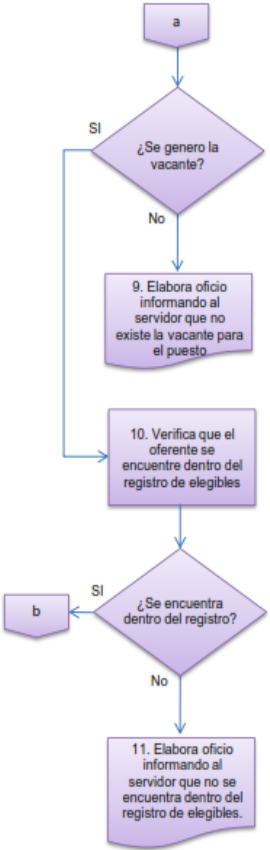 a
¿Se genero la
vacante?
SI
No
9. Elabora oficio
informando al
servidor que no
existe la vacante para
el puesto
10. Verifica que el
oferente se
encuentre dentro del
registro de elegibles
¿Se encuentra
dentro del registro?
SI
b
No
11. Elabora oficio
informando al
servidor que no se
encuentra dentro del
registro de elegibles.